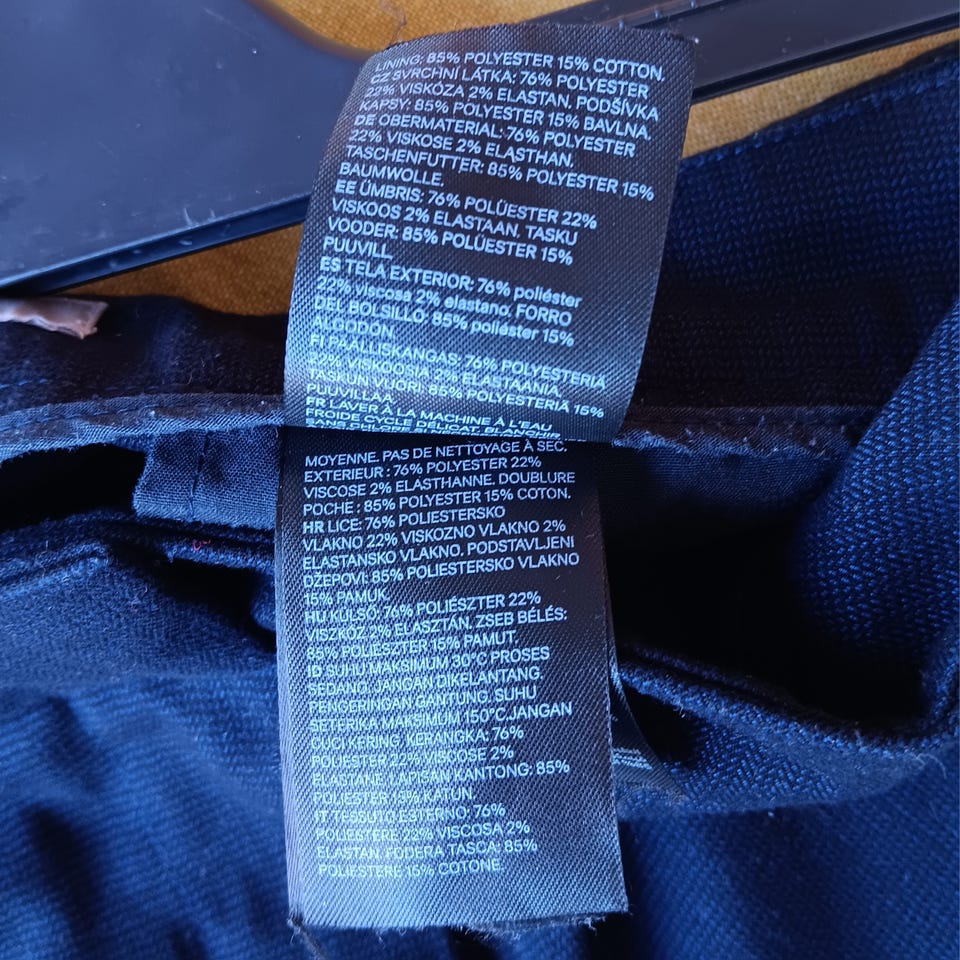 LINING: 85% POLYESTER 15% COTTON.
CZ SVRCHNÍ LÁTKA: 76% POLYESTER
22% VISKÓZA 2% ELASTAN. PODŠÍVKA
KAPSY: 85% POLYESTER 15% BAVLNA.
DE OBERMATERIAL: 76% POLYESTER
22% VISKOSE 2% ELASTHAN.
TASCHENFUTTER: 85% POLYESTER 15%
BAUMWOLLE.
EE ÜMBRIS: 76% POLÜESTER 22%
VISKOOS 2% ELASTAAN. TASKU
VOODER: 85% POLÜESTER 15%
PUUVILL.
ES TELA EXTERIOR: 76% poliéster
22% viscosa 2% elastano. FORRO
DEL BOLSILLO: 85% poliéster 15%
ALGODÓN.
FI PÄÄLLISKANGAS: 76% POLYESTERIÄ
22% VISKOOSIA 2% ELASTAANIA.
TASKUN VUORI: 85% POLYESTERIÄ 15%
PUUVILLAA.
FR LAVER À LA MACHINE À L'EAU
FROIDE CYCLE DÉLICAT BLANCHIR
MOYENNE. PAS DE NETTOYAGE À SEC.
EXTERIEUR : 76% POLYESTER 22%
VISCOSE 2% ELASTHANNE. DOUBLURE
POCHE : 85% POLYESTER 15% COTON.
HR LICE: 76% POLIESTERSKO
VLAKNO 22% VISKOZNO VLAKNO 2%
ELASTANSKO VLAKNO. PODSTAVLJENI
DŽEPOVI: 85% POLIESTERSKO VLAKNO
15% PAMUK.
HU KÜLSŐ: 76% POLIÉSZTER 22%
VISZKÓZ 2% ELASZTÁN. ZSEB BÉLÉS:
85% POLIÉSZTER 15% PAMUT.
ID SUHU MAKSIMUM 30°C PROSES
SEDANG. JANGAN DIKELANTANG.
PENGERINGAN GANTUNG. SUHU
SETERIKA MAKSIMUM 150°C.JANGAN
CUCI KERING. KERANGKA: 76%
POLIESTER 22% VISCOSE 2%
ELASTANE. LAPISAN KANTONG: 85%
POLIESTER 15% KATUN.
IT TESSUTO ESTERNO: 76%
POLIESTERE 22% VISCOSA 2%
ELASTAN. FODERA TASCA: 85%
POLIESTERE 15% COTONE.